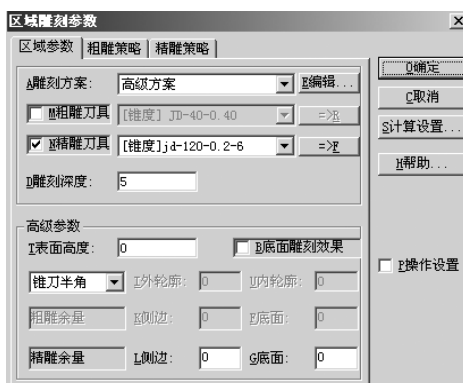 区域雕刻参数
区域参数 粗雕策略 精雕策略
A雕刻方案: 高级方案 E编辑...
M粗雕刀具 [锥度] JD-40-0.40 =>R
N精雕刀具 [锥度]jd-120-0.2-6 =>F
D雕刻深度: 5
高级参数
T表面高度: 0 B底面雕刻效果
锥刀半角 I外轮廓: 0 U内轮廓: 0
粗雕余量 K侧边: 0 F底面: 0
精雕余量 L侧边: 0 G底面: 0
O确定
C取消
S计算设置...
H帮助...
P操作设置